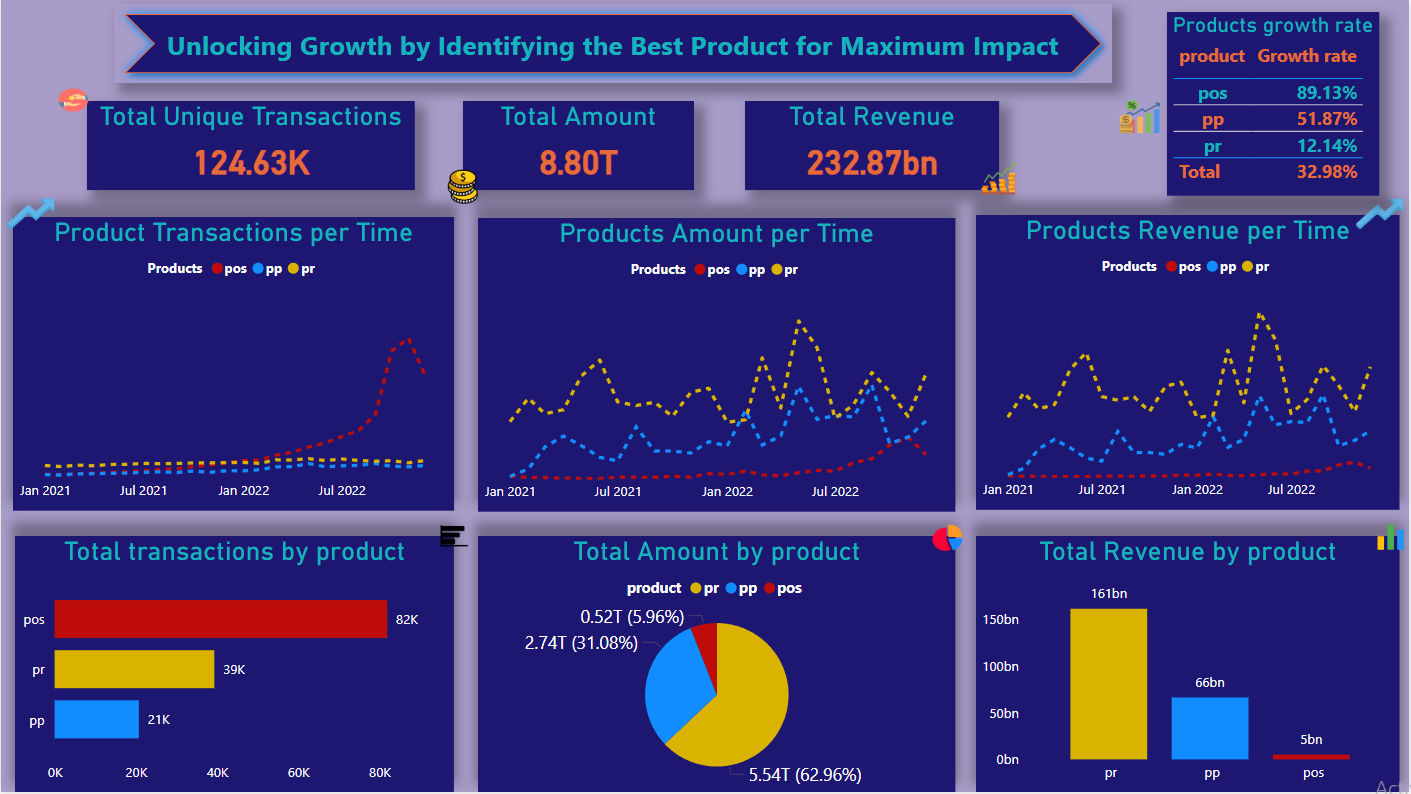 Unlocking Growth by Identifying the Best Product for Maximum Impact
Products growth rate
product Growth rate
pos 89.13%
pp 51.87%
pr 12.14%
Total 32.98%
Total Unique Transactions
124.63K
Total Amount
8.80T
Total Revenue
232.87bn
Product Transactions per Time
Products pos pp pr
Jan 2021 Jul 2021 Jan 2022 Jul 2022
Products Amount per Time
Products pos pp pr
Jan 2021 Jul 2021 Jan 2022 Jul 2022
Products Revenue per Time
Products pos pp pr
Jan 2021 Jul 2021 Jan 2022 Jul 2022
Total transactions by product
pos 82K
pr 39K
pp 21K
0K 20K 40K 60K 80K
Total Amount by product
product pr pp pos
0.52T (5.96%)
2.74T (31.08%)
5.54T (62.96%)
Total Revenue by product
161bn
150bn
100bn
66bn
50bn
5bn
0bn
pr pp pos